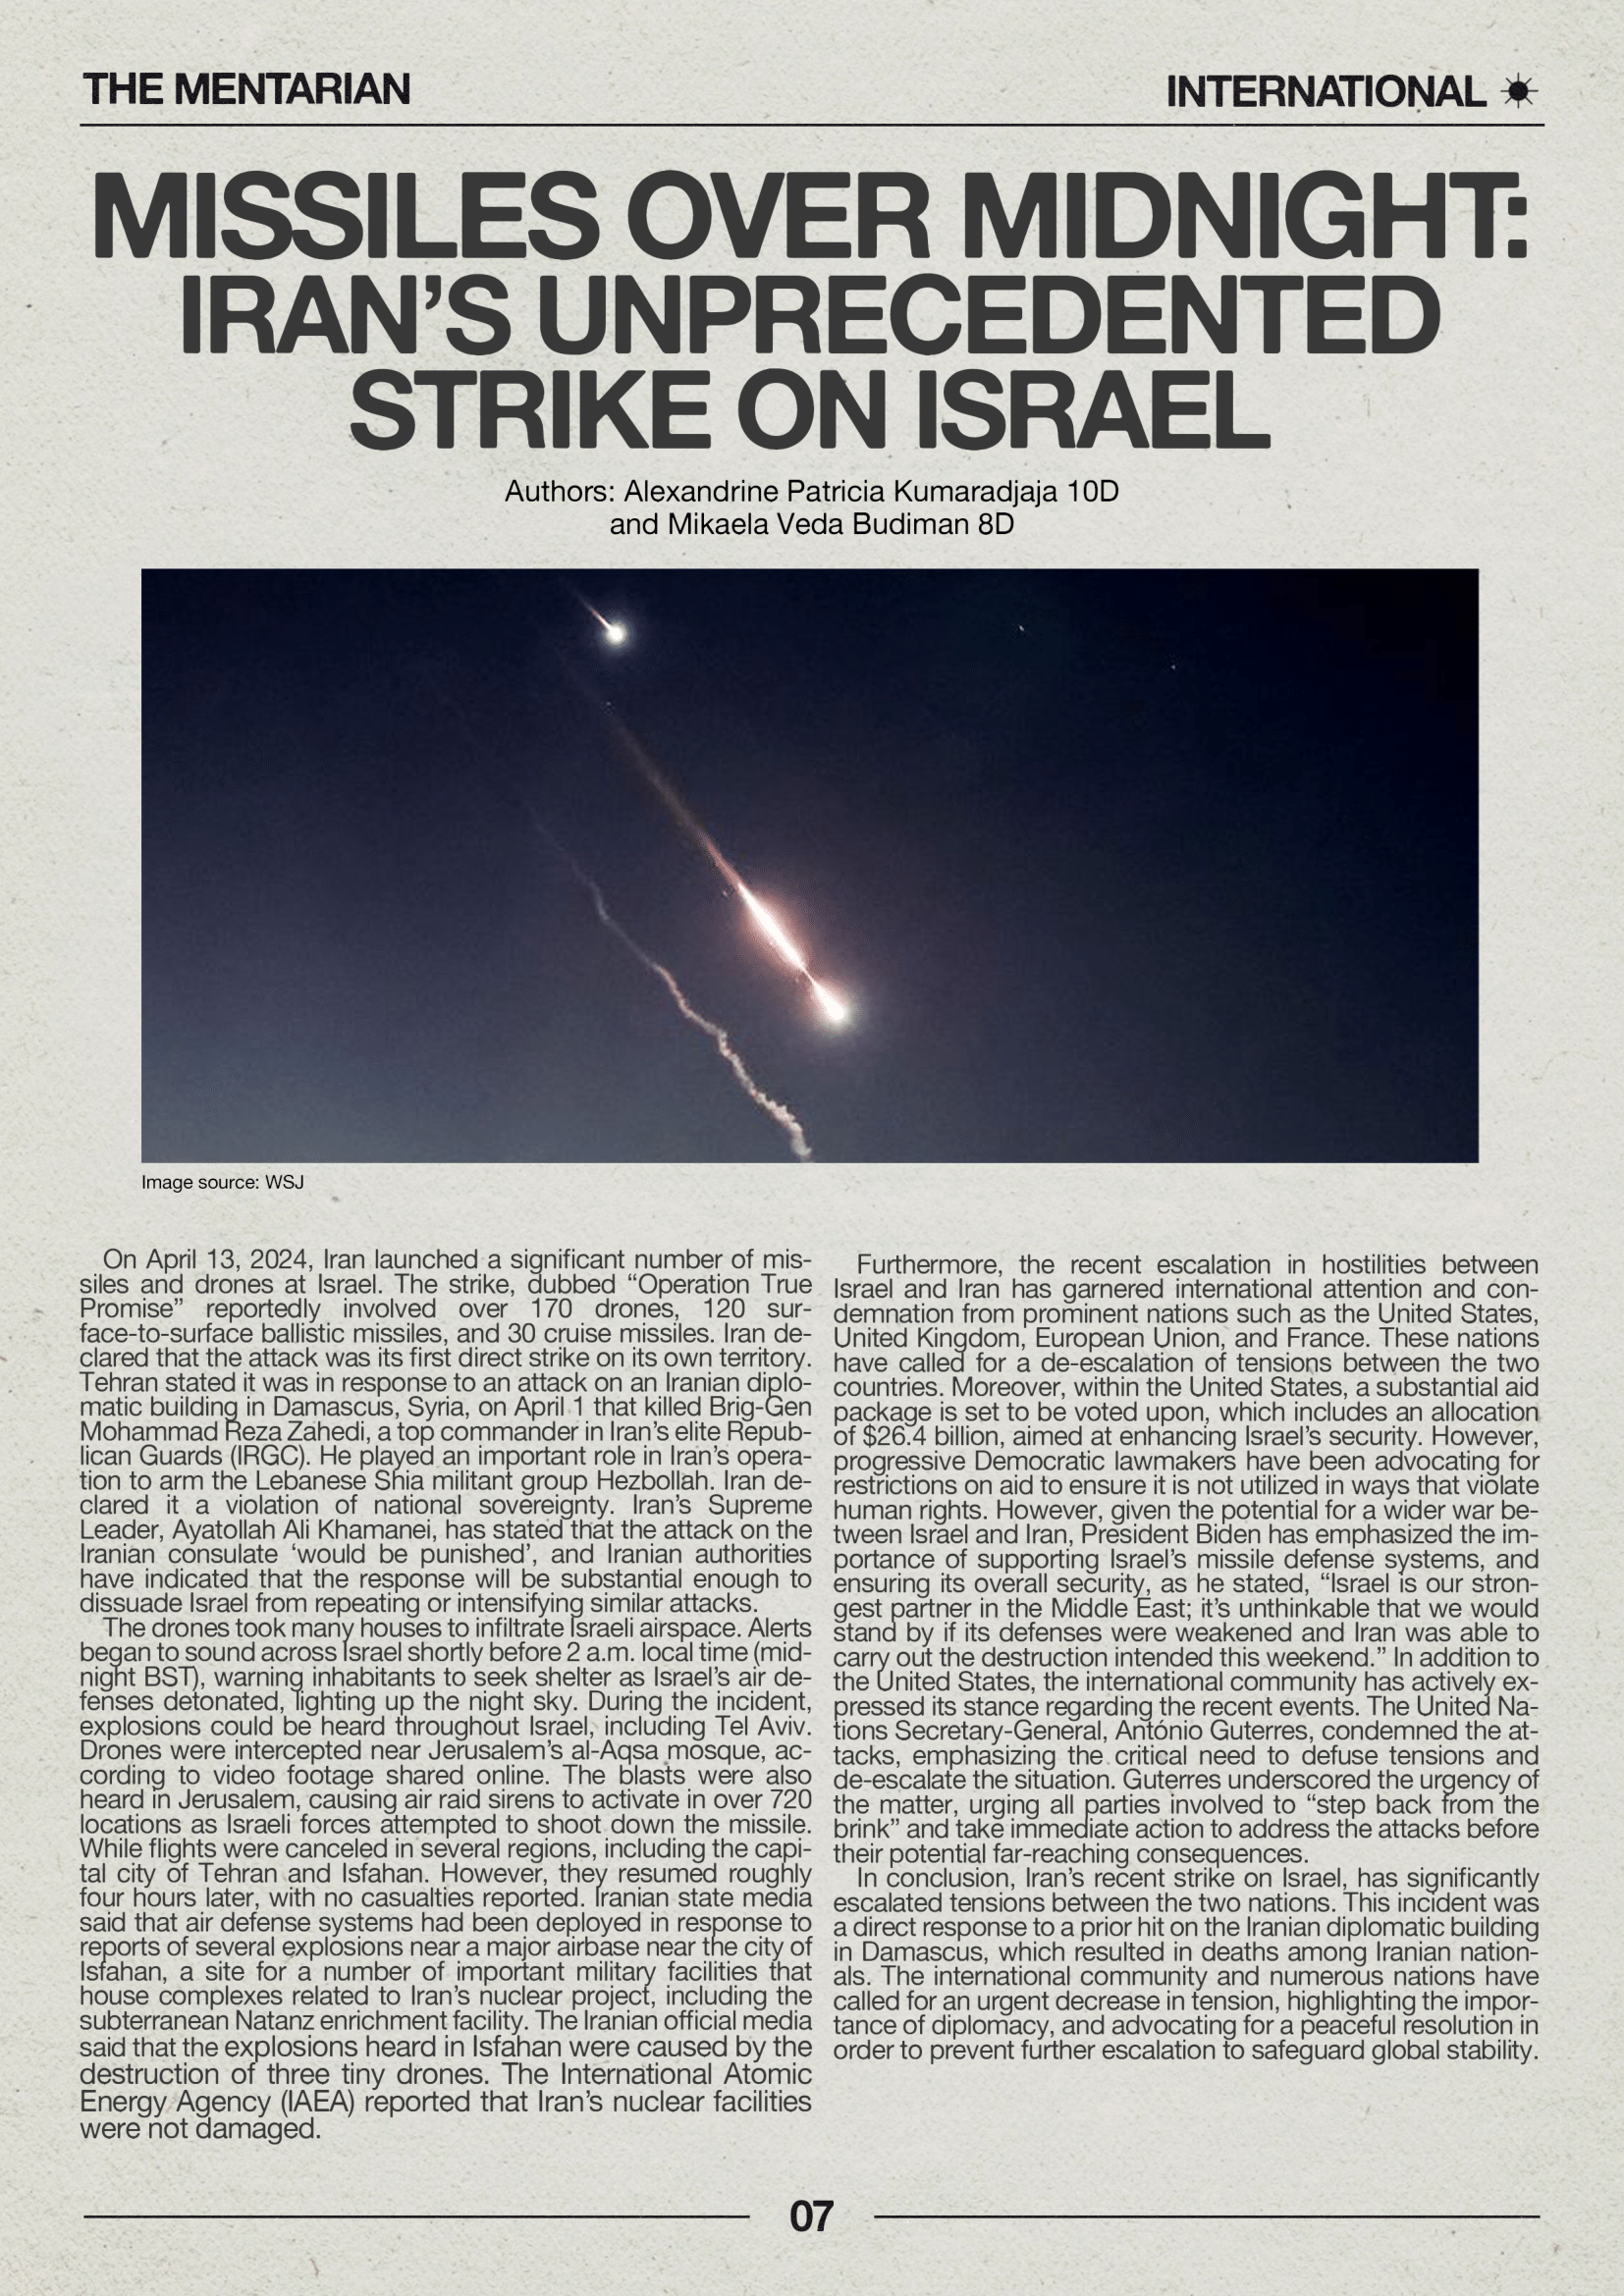 THE MENTARIAN
INTERNATIONAL
MISSILES OVER MIDNIGHT:
IRAN’S UNPRECEDENTED
STRIKE ON ISRAEL
Authors: Alexandrine Patricia Kumaradjaja 10D
and Mikaela Veda Budiman 8D
Image source: WSJ
On April 13, 2024, Iran launched a significant number of mis-
siles and drones at Israel. The strike, dubbed “Operation True
Promise” reportedly involved over 170 drones, 120 sur-
face-to-surface ballistic missiles, and 30 cruise missiles. Iran de-
clared that the attack was its first direct strike on its own territory.
Tehran stated it was in response to an attack on an Iranian diplo-
matic building in Damascus, Syria, on April 1 that killed Brig-Gen
Mohammad Reza Zahedi, a top commander in Iran’s elite Repub-
lican Guards (IRGC). He played an important role in Iran’s opera-
tion to arm the Lebanese Shia militant group Hezbollah. Iran de-
clared it a violation of national sovereignty. Iran’s Supreme
Leader, Ayatollah Ali Khamanei, has stated that the attack on the
Iranian consulate ‘would be punished’, and Iranian authorities
have indicated that the response will be substantial enough to
dissuade Israel from repeating or intensifying similar attacks.
The drones took many houses to infiltrate Israeli airspace. Alerts
began to sound across Israel shortly before 2 a.m. local time (mid-
night BST), warning inhabitants to seek shelter as Israel’s air de-
fenses detonated, lighting up the night sky. During the incident,
explosions could be heard throughout Israel, including Tel Aviv.
Drones were intercepted near Jerusalem’s al-Aqsa mosque, ac-
cording to video footage shared online. The blasts were also
heard in Jerusalem, causing air raid sirens to activate in over 720
locations as Israeli forces attempted to shoot down the missile.
While flights were canceled in several regions, including the capi-
tal city of Tehran and Isfahan. However, they resumed roughly
four hours later, with no casualties reported. Iranian state media
said that air defense systems had been deployed in response to
reports of several explosions near a major airbase near the city of
Isfahan, a site for a number of important military facilities that
house complexes related to Iran’s nuclear project, including the
subterranean Natanz enrichment facility. The Iranian official media
said that the explosions heard in Isfahan were caused by the
destruction of three tiny drones. The International Atomic
Energy Agency (IAEA) reported that Iran’s nuclear facilities
were not damaged.
Furthermore, the recent escalation in hostilities between
Israel and Iran has garnered international attention and con-
demnation from prominent nations such as the United States,
United Kingdom, European Union, and France. These nations
have called for a de-escalation of tensions between the two
countries. Moreover, within the United States, a substantial aid
package is set to be voted upon, which includes an allocation
of $26.4 billion, aimed at enhancing Israel’s security. However,
progressive Democratic lawmakers have been advocating for
restrictions on aid to ensure it is not utilized in ways that violate
human rights. However, given the potential for a wider war be-
tween Israel and Iran, President Biden has emphasized the im-
portance of supporting Israel’s missile defense systems, and
ensuring its overall security, as he stated, “Israel is our stron-
gest partner in the Middle East; it’s unthinkable that we would
stand by if its defenses were weakened and Iran was able to
carry out the destruction intended this weekend.” In addition to
the United States, the international community has actively ex-
pressed its stance regarding the recent events. The United Na-
tions Secretary-General, António Guterres, condemned the at-
tacks, emphasizing the critical need to defuse tensions and
de-escalate the situation. Guterres underscored the urgency of
the matter, urging all parties involved to “step back from the
brink” and take immediate action to address the attacks before
their potential far-reaching consequences.
In conclusion, Iran’s recent strike on Israel, has significantly
escalated tensions between the two nations. This incident was
a direct response to a prior hit on the Iranian diplomatic building
in Damascus, which resulted in deaths among Iranian nation-
als. The international community and numerous nations have
called for an urgent decrease in tension, highlighting the impor-
tance of diplomacy, and advocating for a peaceful resolution in
order to prevent further escalation to safeguard global stability.
07